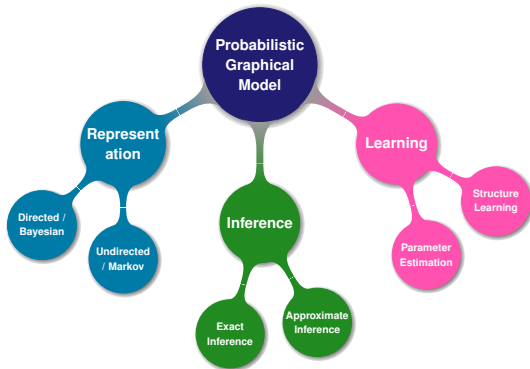 Probabilistic
Graphical
Model
Represent
ation
Directed /
Bayesian
Undirected
/ Markov
Inference
Exact
Inference
Approximate
Inference
Learning
Parameter
Estimation
Structure
Learning